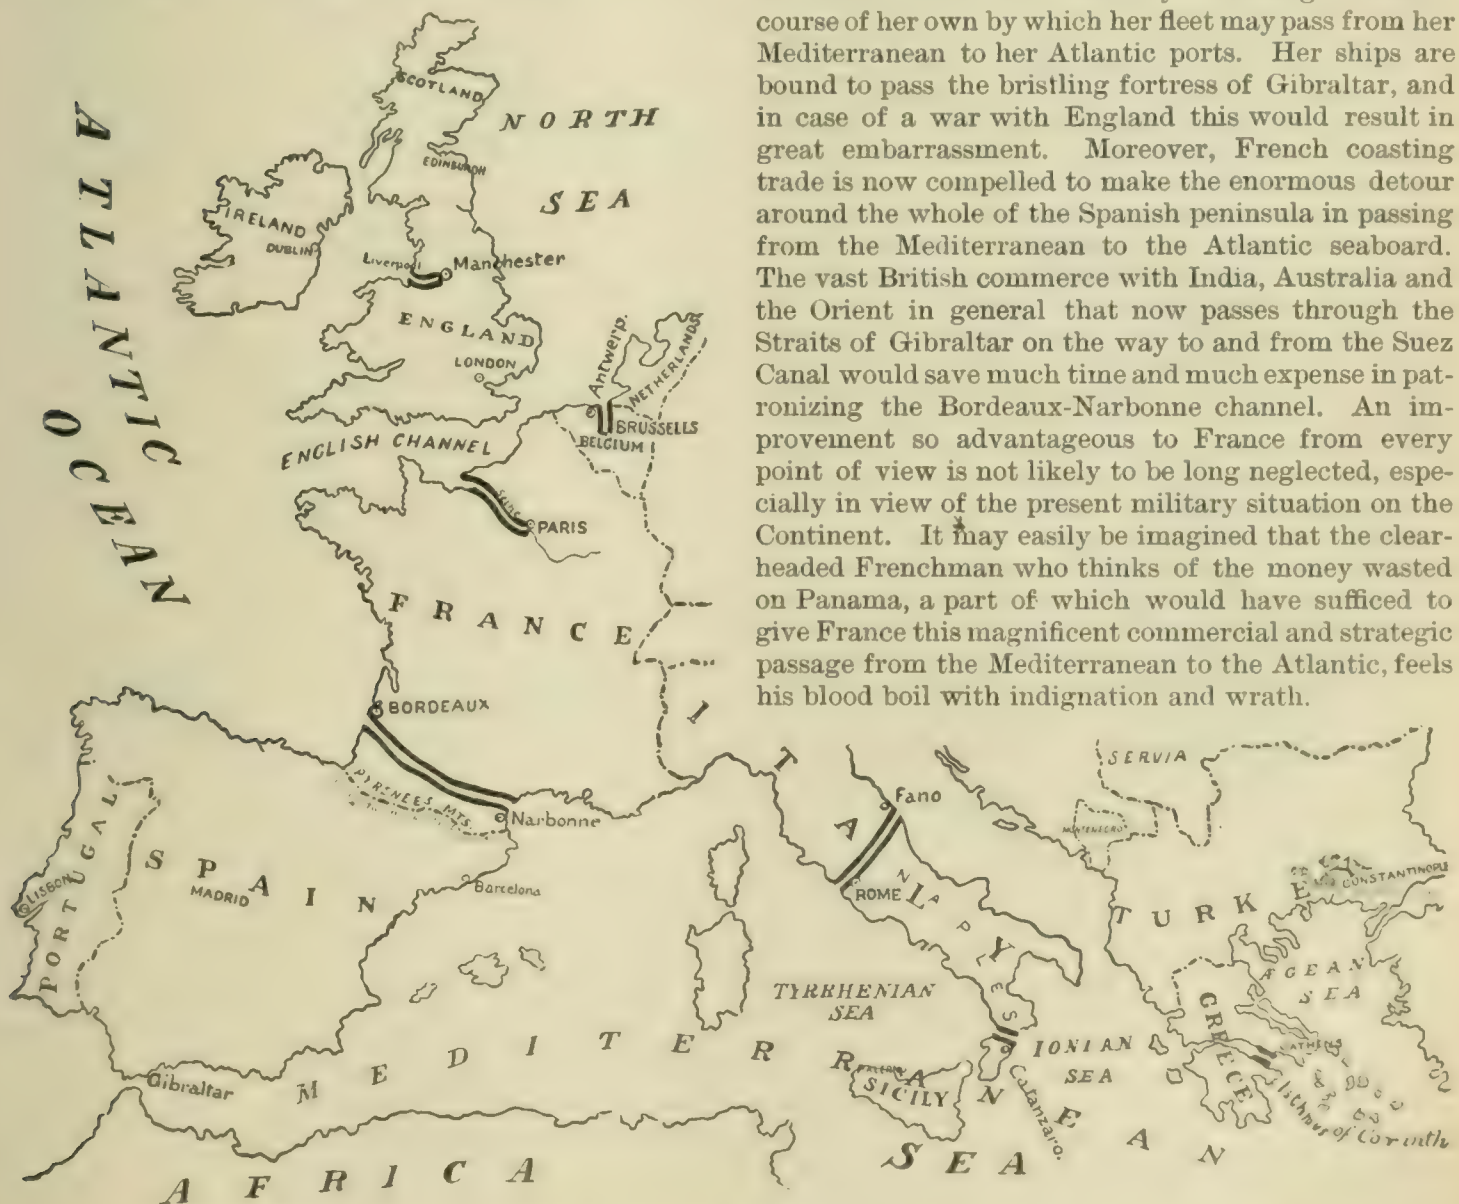 course of her own by which her fleet may pass from her
Mediterranean to her Atlantic ports. Her ships are
bound to pass the bristling fortress of Gibraltar, and
in case of a war with England this would result in
great embarrassment. Moreover, French coasting
trade is now compelled to make the enormous detour
around the whole of the Spanish peninsula in passing
from the Mediterranean to the Atlantic seaboard.
The vast British commerce with India, Australia and
the Orient in general that now passes through the
Straits of Gibraltar on the way to and from the Suez
Canal would save much time and much expense in pat-
ronizing the Bordeaux-Narbonne channel. An im-
provement so advantageous to France from every
point of view is not likely to be long neglected, espe-
cially in view of the present military situation on the
Continent. It may easily be imagined that the clear-
headed Frenchman who thinks of the money wasted
on Panama, a part of which would have sufficed to
give France this magnificent commercial and strategic
passage from the Mediterranean to the Atlantic, feels
his blood boil with indignation and wrath.
ATLANTIC
OCEAN
SCOTLAND
NORTH
SEA
EDINBURGH
IRELAND
DUBLIN
Liverpool
Manchester
ENGLAND
LONDON
Antwerp.
NETHERLANDS
BRUSSELLS
BELGIUM
ENGLISH CHANNEL
SEINE
PARIS
FRANCE
BORDEAUX
PYRENEES MTS.
Narbonne
ITALY
Fano
ROME
NAPLES
SERVIA
MONTENEGRO
CONSTANTINOPLE
TURKE
PORTUGAL
LISBON
SPAIN
MADRID
Barcelona
TYRRHENIAN
SEA
ÆGEAN
SEA
GREECE
ATHENS
IONIAN
SEA
Isthmus of Corinth
PALERMO
SICILY
Catanzaro.
Gibraltar
MEDITERRANEAN
SEA
AFRICA